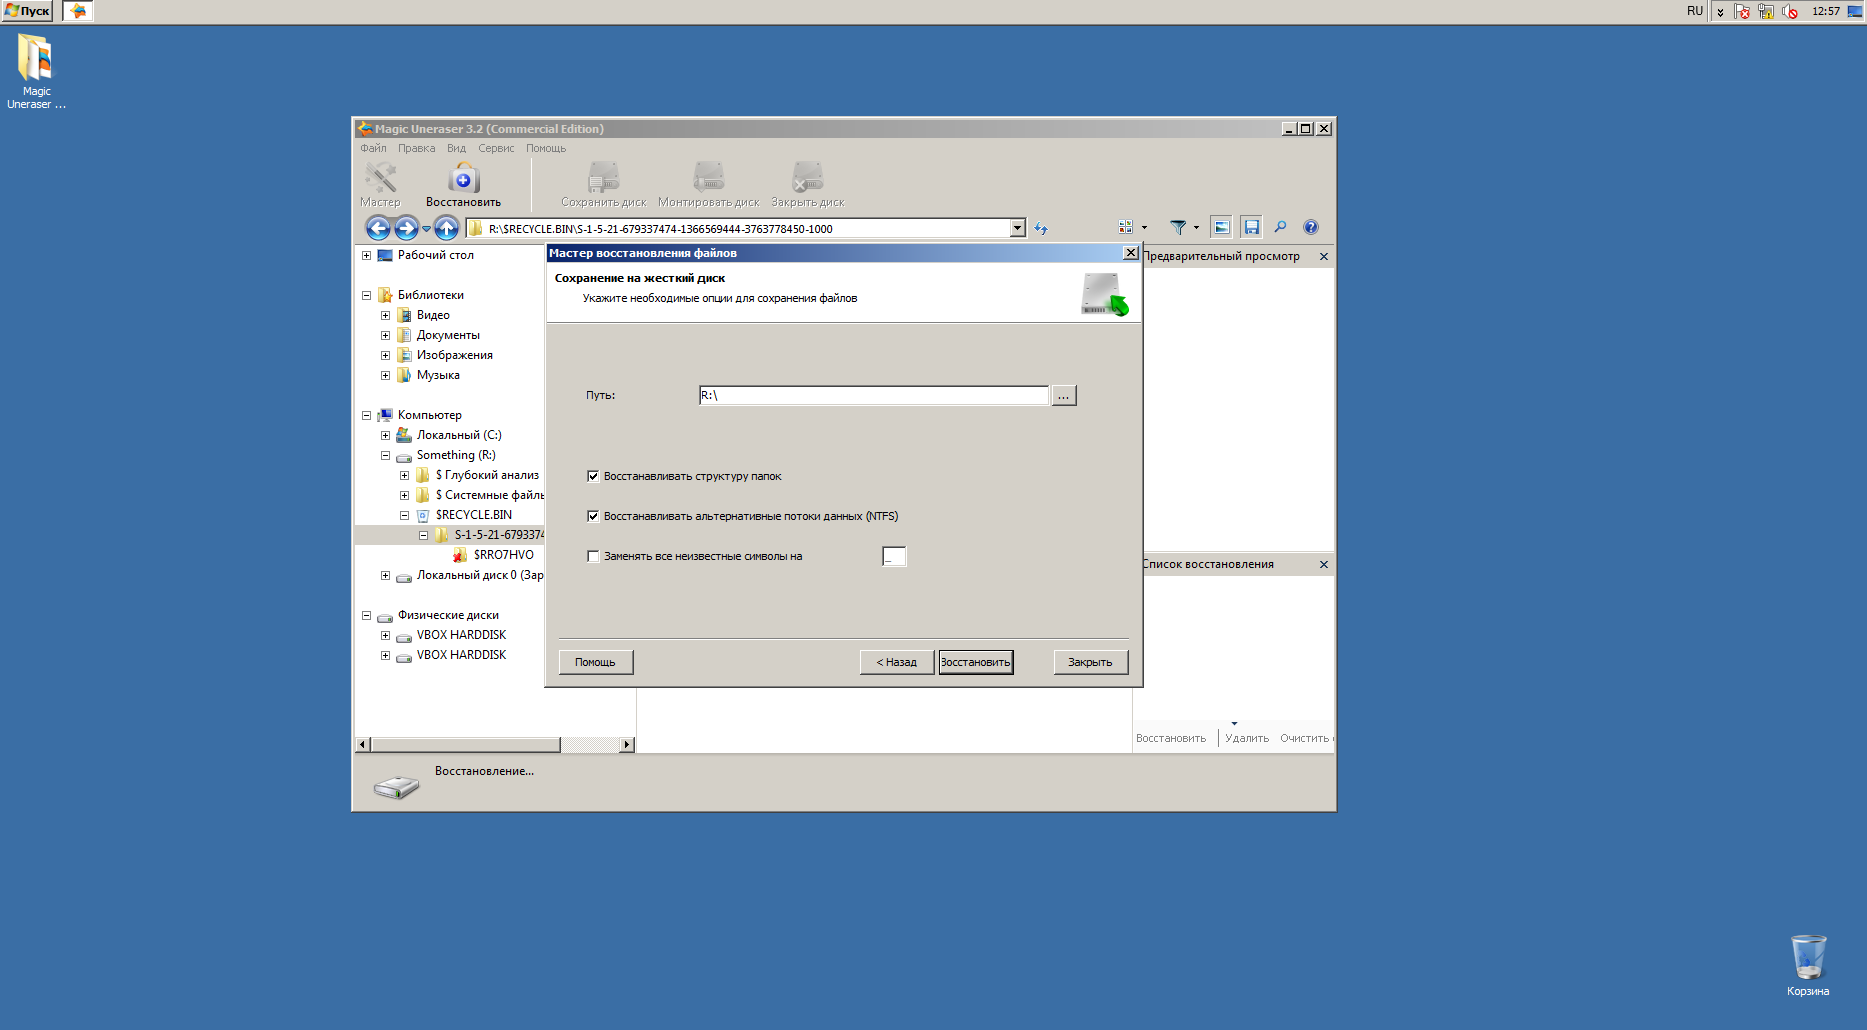 Пуск
RU
12:57
Magic
Uneraser ...
Magic Uneraser 3.2 (Commercial Edition)
Файл Правка Вид Сервис Помощь
Мастер Восстановить Сохранить диск Монтировать диск Закрыть диск
R:\$RECYCLE.BIN\S-1-5-21-679337474-1366569444-3763778450-1000
Рабочий стол
Библиотеки
Видео
Документы
Изображения
Музыка
Компьютер
Локальный (C:)
Something (R:)
$ Глубокий анализ
$ Системные файлы
$RECYCLE.BIN
S-1-5-21-6793374
$RRO7HVO
Локальный диск 0 (Зар
Физические диски
VBOX HARDDISK
VBOX HARDDISK
Мастер восстановления файлов
Сохранение на жесткий диск
Укажите необходимые опции для сохранения файлов
Путь: R:\ ...
Восстанавливать структуру папок
Восстанавливать альтернативные потоки данных (NTFS)
Заменять все неизвестные символы на _
Помощь < Назад Восстановить Закрыть
Предварительный просмотр
Список восстановления
Восстановить Удалить Очистить
Восстановление...
Корзина